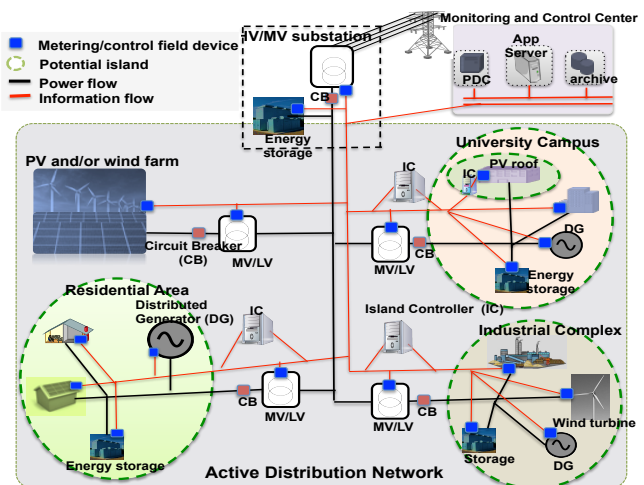 Metering/control field device
Potential island
Power flow
Information flow
HV/MV substation
CB
Energy
storage
Monitoring and Control Center
App
Server
PDC
archive
PV and/or wind farm
Circuit Breaker
(CB)
MV/LV
University Campus
PV roof
IC
IC
MV/LV
CB
DG
Energy
storage
Residential Area
Distributed
Generator (DG)
IC
Energy storage
CB
MV/LV
Island Controller (IC)
Industrial Complex
MV/LV
CB
Wind turbine
Storage
DG
Active Distribution Network